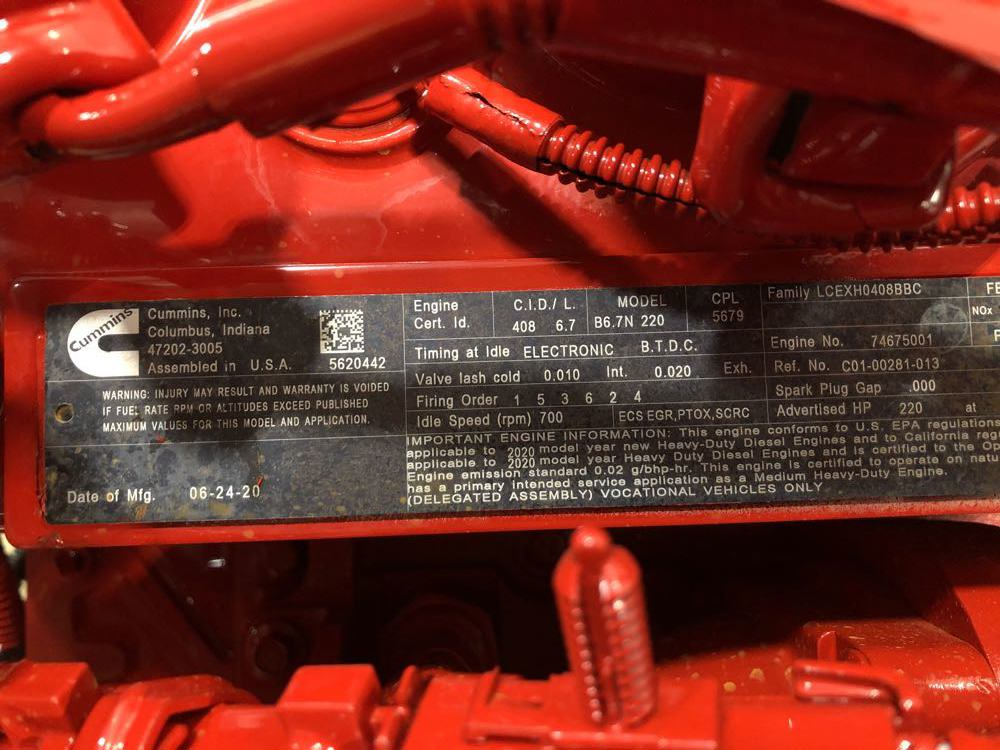 Cummins
Cummins, Inc.
Columbus, Indiana
47202-3005
Assembled in U.S.A.
5620442
WARNING: INJURY MAY RESULT AND WARRANTY IS VOIDED
IF FUEL RATE RPM OR ALTITUDES EXCEED PUBLISHED
MAXIMUM VALUES FOR THIS MODEL AND APPLICATION.
Date of Mfg. 06-24-20
Engine
Cert. Id.
C.I.D./ L.
408 6.7
MODEL
B6.7N 220
CPL
5679
Timing at Idle ELECTRONIC B.T.D.C.
Valve lash cold 0.010 Int. 0.020 Exh.
Firing Order 1 5 3 6 2 4
Idle Speed (rpm) 700
ECS EGR,PTOX,SCRC
Family LCEXH0408BBC
Engine No. 74675001
Ref. No. C01-00281-013
Spark Plug Gap .000
Advertised HP 220 at
FE
NOx
IMPORTANT ENGINE INFORMATION: This engine conforms to U.S. EPA regulations
applicable to 2020 model year new Heavy-Duty Diesel Engines and to California reg
applicable to 2020 model year Heavy Duty Diesel Engines and is certified to the Op
Engine emission standard 0.02 g/bhp-hr. This engine is certified to operate on natu
has a primary intended service application as a Medium Heavy-Duty Engine.
(DELEGATED ASSEMBLY) VOCATIONAL VEHICLES ONLY